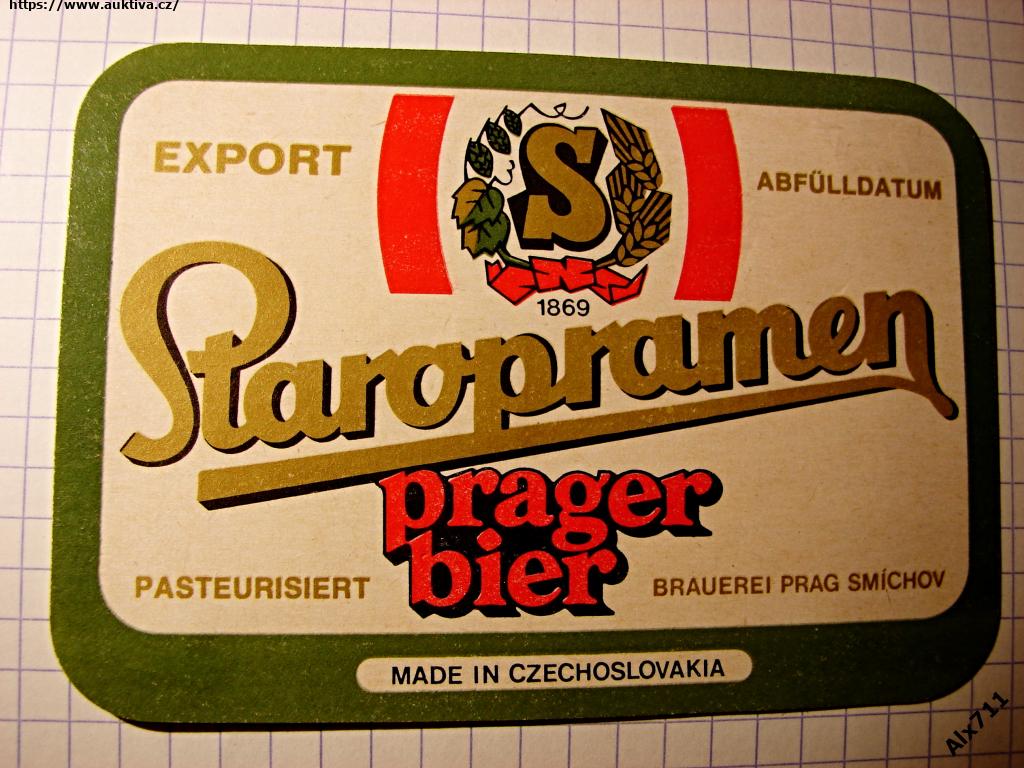 https://www.auktiva.cz/
EXPORT
S
ABFÜLLDATUM
1869
Staropramen
prager
bier
PASTEURISIERT
BRAUEREI PRAG SMÍCHOV
MADE IN CZECHOSLOVAKIA
Alx711